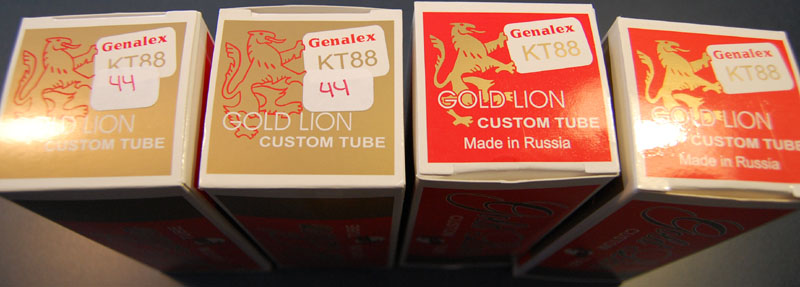 Genalex
KT88
44
GOLD LION
CUSTOM TUBE
Genalex
KT88
44
GOLD LION
CUSTOM TUBE
Genalex
KT88
GOLD LION
CUSTOM TUBE
Made in Russia
Genalex
KT88
GOLD LION
CUSTOM TUBE
Made in Russia